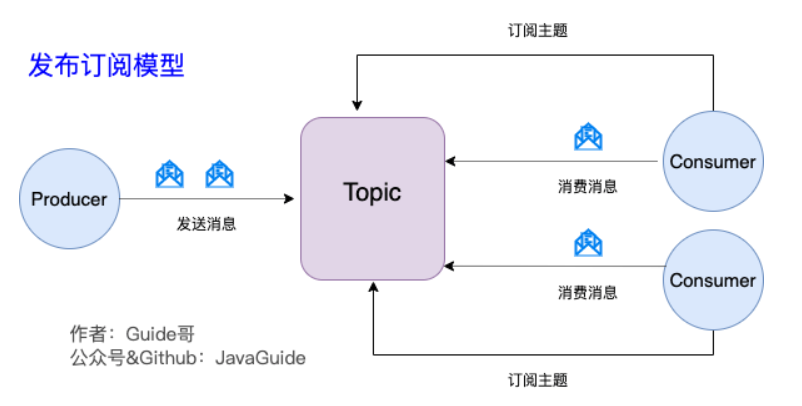 订阅主题
发布订阅模型
Producer
发送消息
Topic
消费消息
Consumer
消费消息
Consumer
作者：Guide哥
公众号&Github：JavaGuide
订阅主题